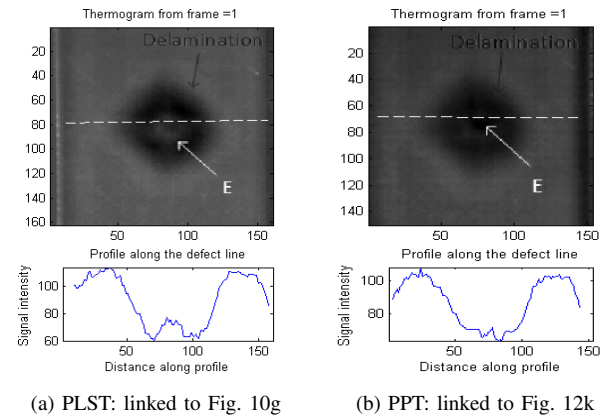 Thermogram from frame =1
Delamination
0
20
40
60
80
100
120
140
160
E
50 100 150
Profile along the defect line
Signal intensity
100
80
60
50 100 150
Distance along profile
(a) PLST: linked to Fig. 10g
Thermogram from frame =1
Delamination
0
20
40
60
80
100
120
140
E
50 100 150
Profile along the defect line
Signal intensity
100
80
50 100 150
Distance along profile
(b) PPT: linked to Fig. 12k